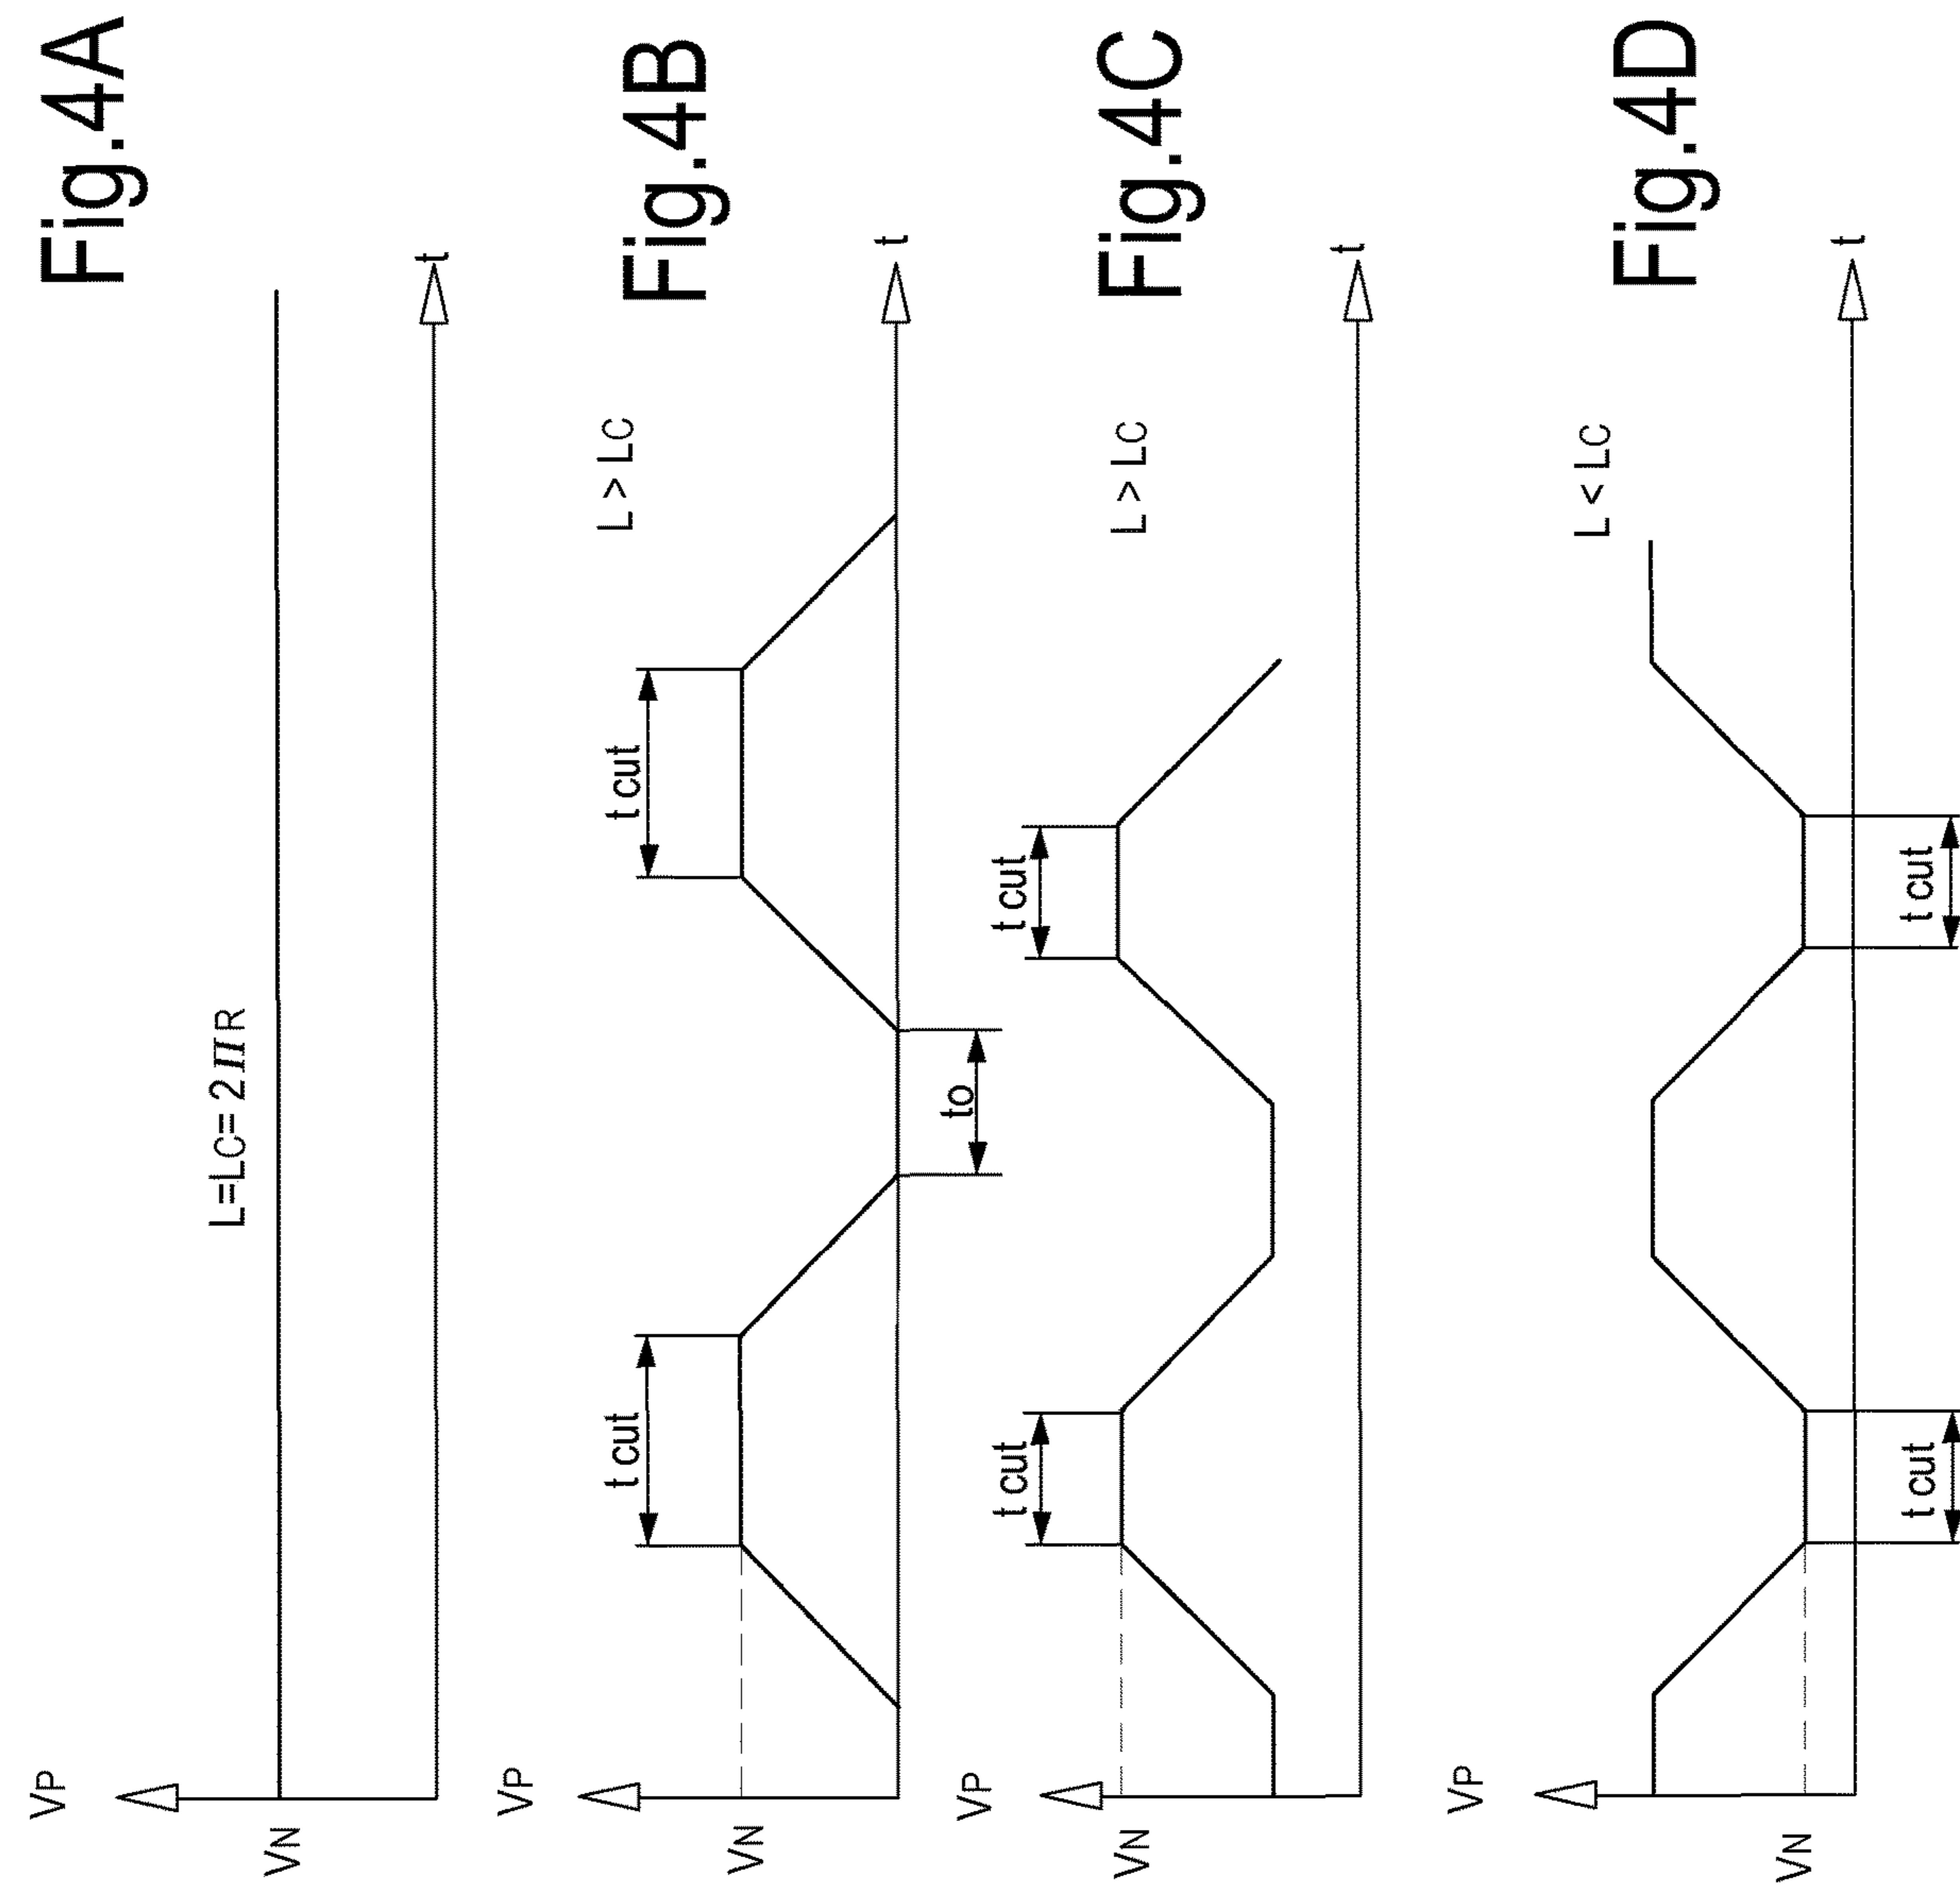 Fig.4A
VP
VN
L=LC=2ΠR
t
Fig.4B
VP
VN
L > LC
t cut
t cut
to
t
Fig.4C
VP
VN
L > LC
t cut
t cut
t
Fig.4D
VP
VN
L < LC
t cut
t cut
t